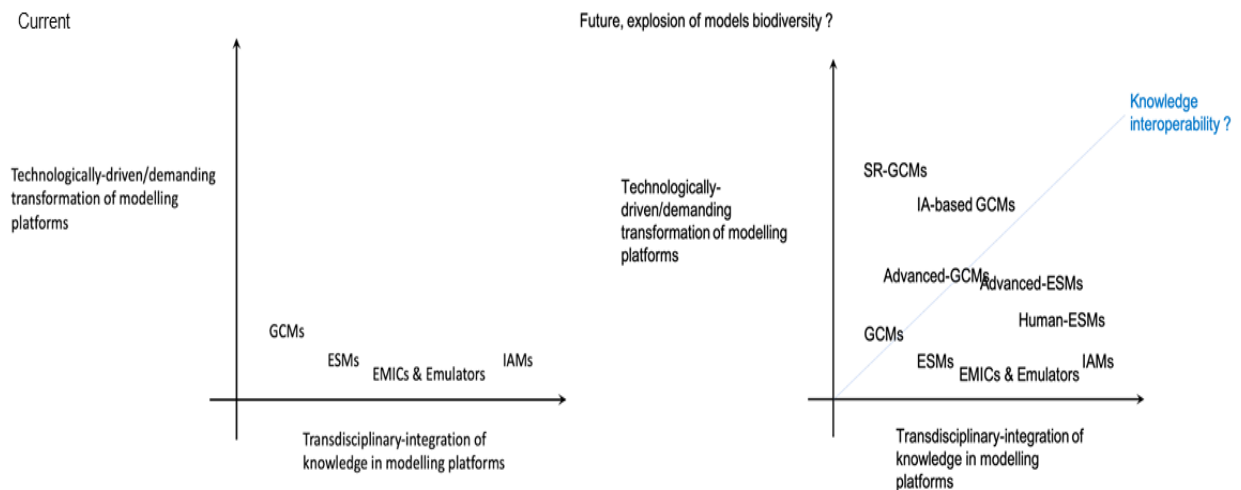 Current
Technologically-driven/demanding
transformation of modelling
platforms
GCMs
ESMs
EMICs & Emulators
IAMs
Transdisciplinary-integration of
knowledge in modelling platforms
Future, explosion of models biodiversity ?
Knowledge
interoperability ?
Technologically-
driven/demanding
transformation of modelling
platforms
SR-GCMs
IA-based GCMs
Advanced-GCMs
Advanced-ESMs
Human-ESMs
GCMs
ESMs
EMICs & Emulators
IAMs
Transdisciplinary-integration of
knowledge in modelling
platforms